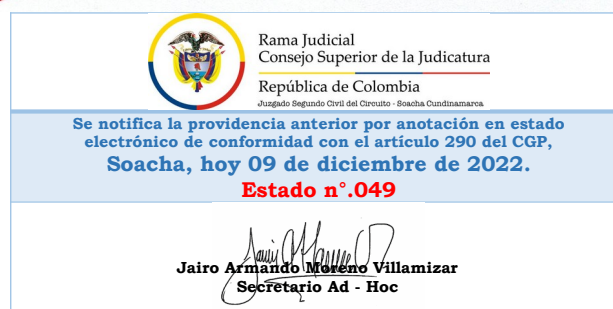 Rama Judicial
Consejo Superior de la Judicatura
República de Colombia
Juzgado Segundo Civil del Circuito - Soacha Cundinamarca
Se notifica la providencia anterior por anotación en estado
electrónico de conformidad con el artículo 290 del CGP,
Soacha, hoy 09 de diciembre de 2022.
Estado n°.049
Jairo Armando Moreno Villamizar
Secretario Ad - Hoc